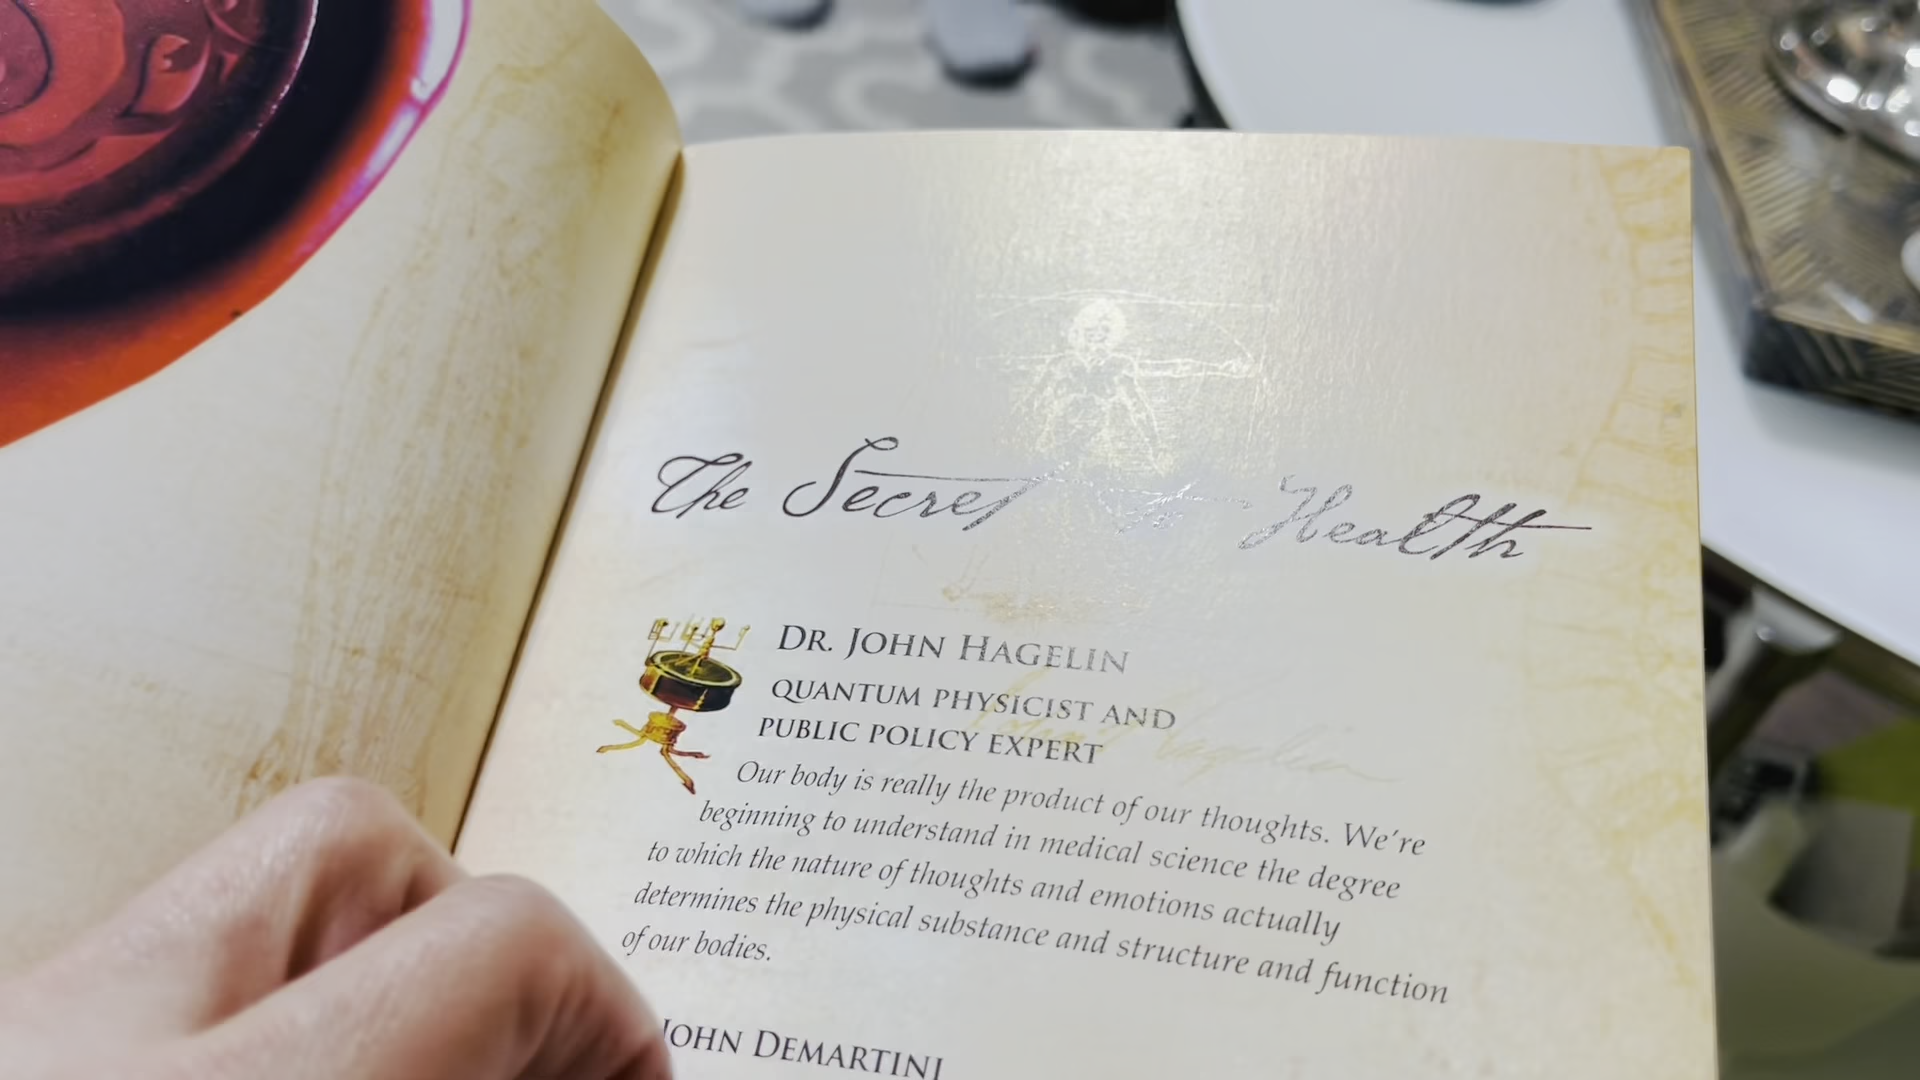 The Secret to Health
DR. JOHN HAGELIN
QUANTUM PHYSICIST AND
PUBLIC POLICY EXPERT
Our body is really the product of our thoughts. We're
beginning to understand in medical science the degree
to which the nature of thoughts and emotions actually
determines the physical substance and structure and function
of our bodies.
JOHN DEMARTINI